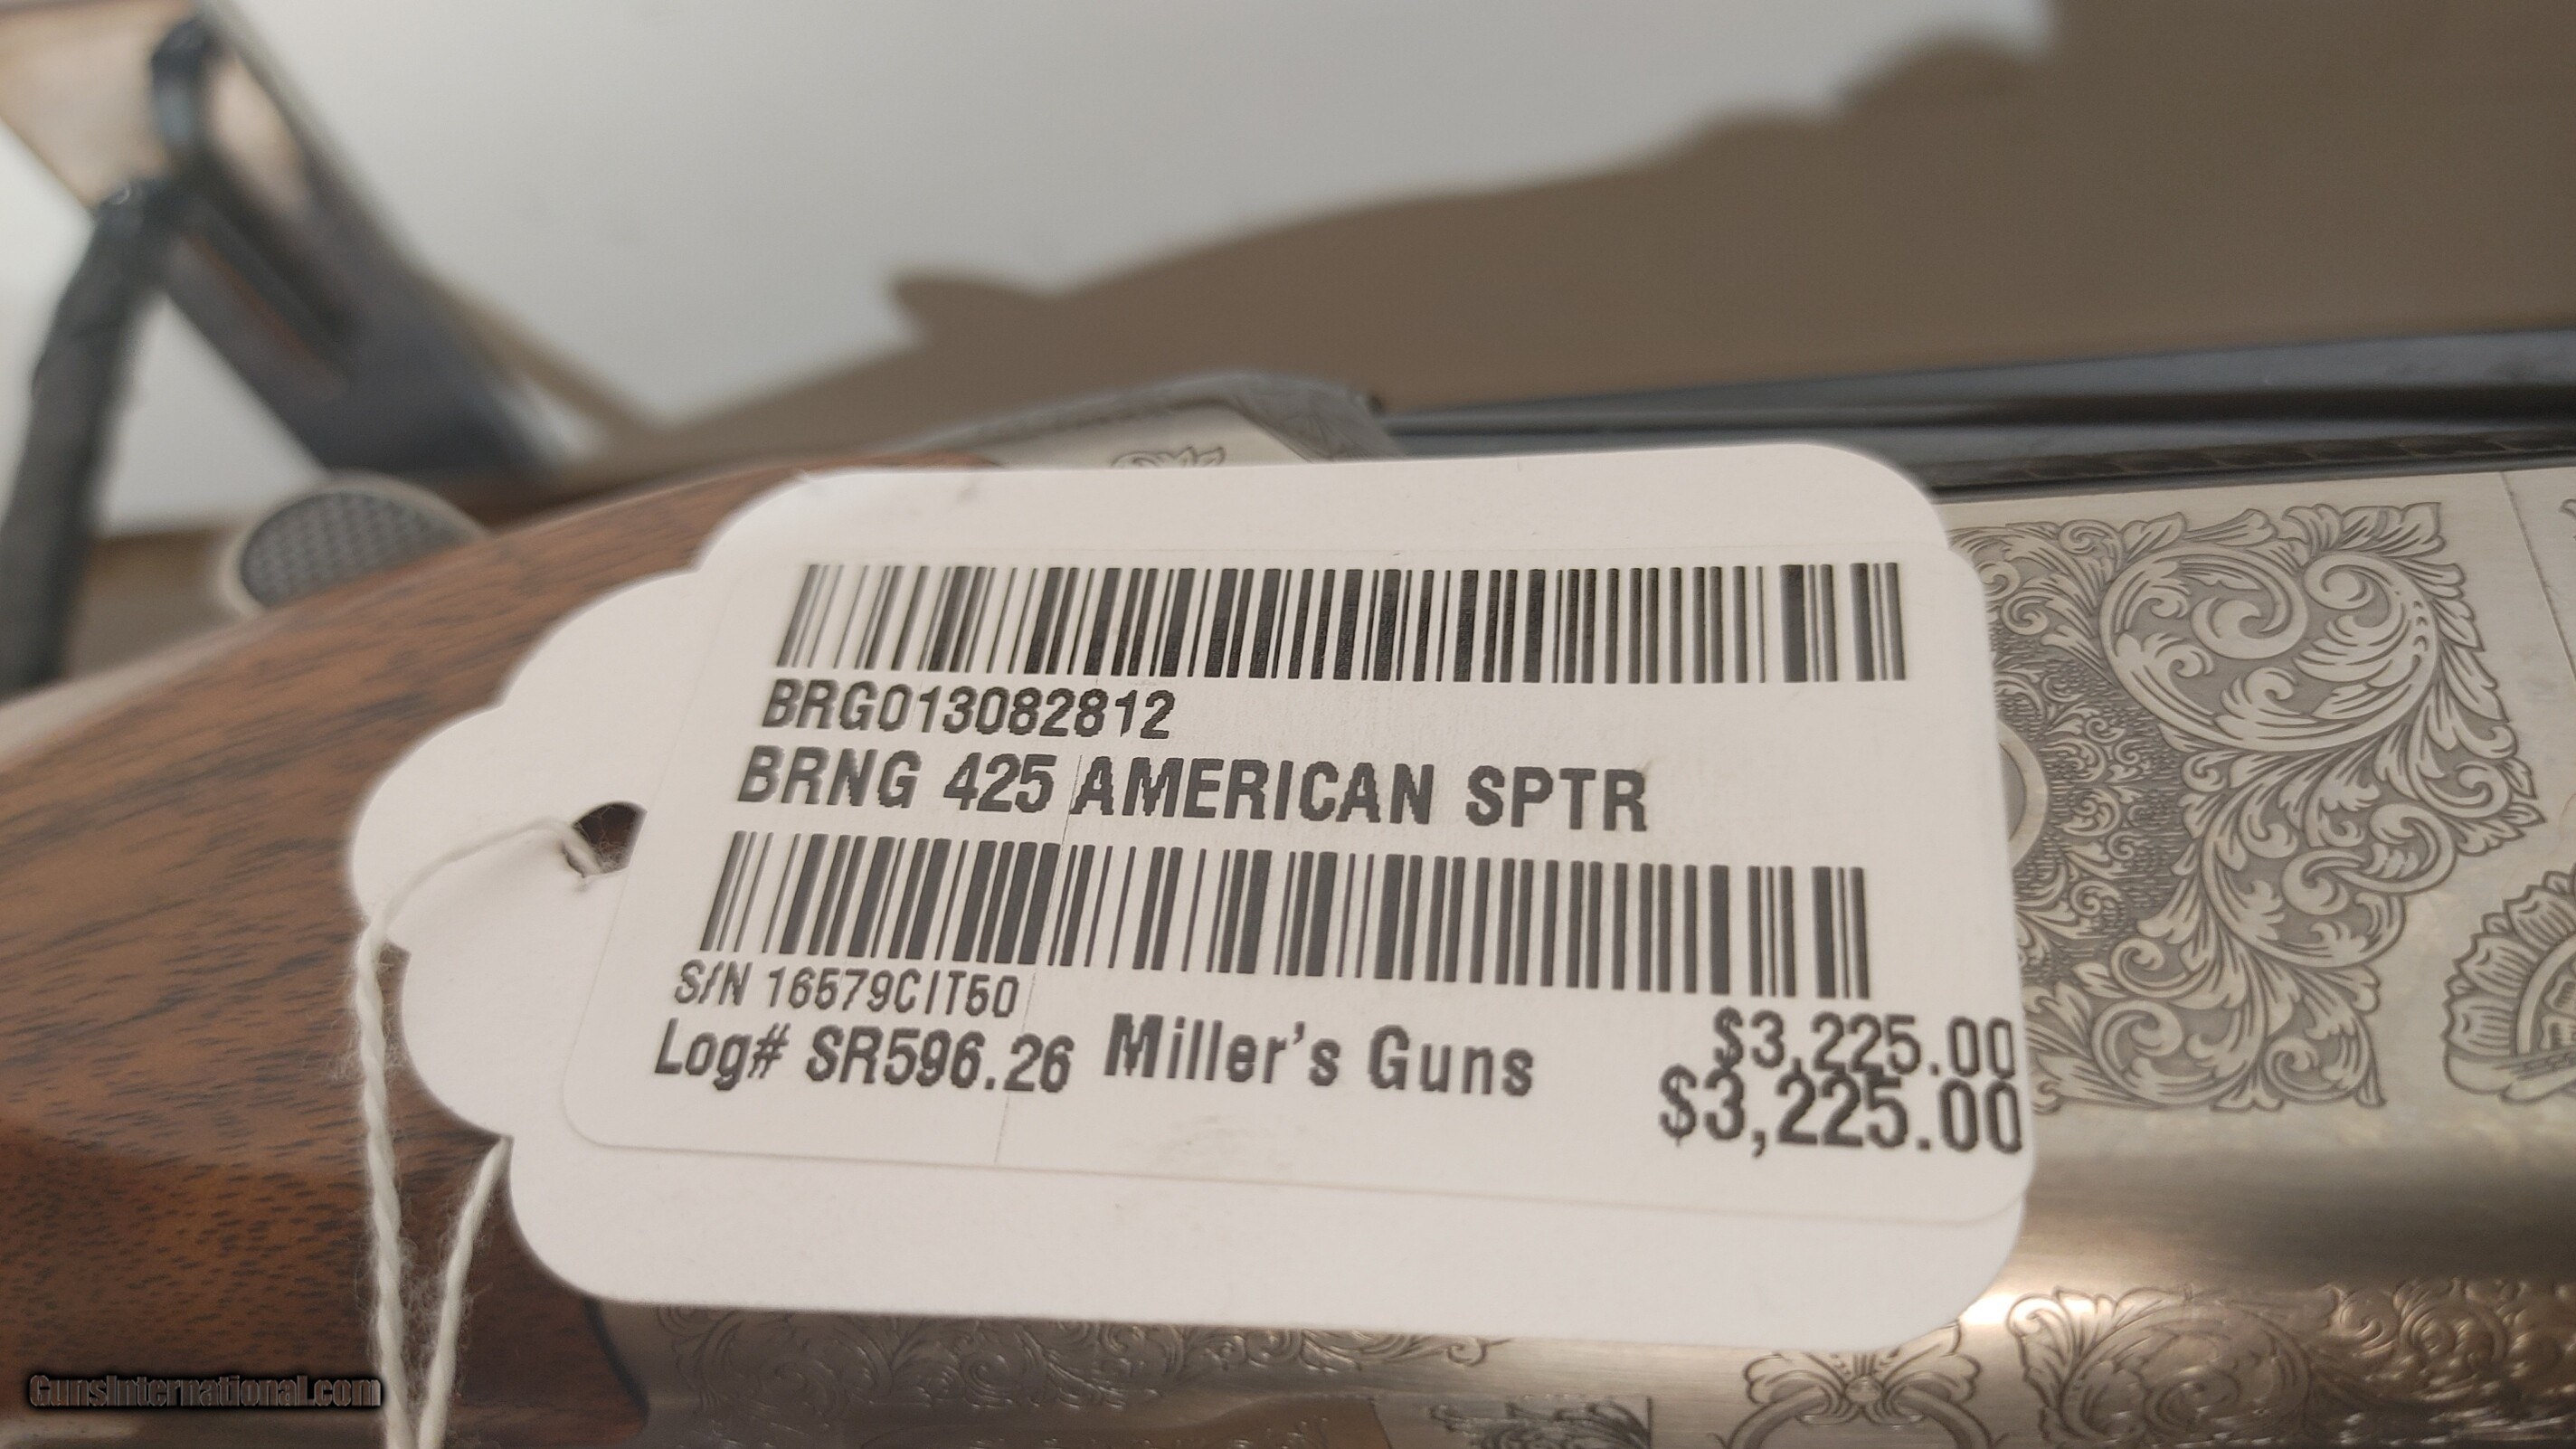 BRG013082812
BRNG 425 AMERICAN SPTR
S/N 16579CIT50
Log# SR596.26 Miller's Guns $3,225.00
$3,225.00
GunsInternational.com